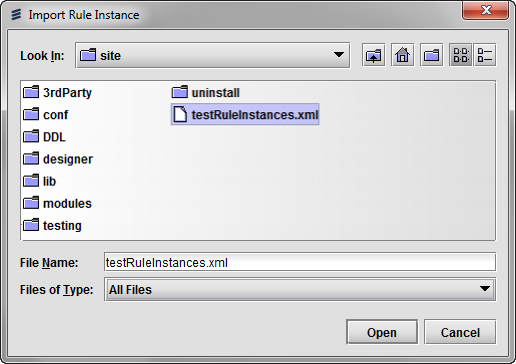 Import Rule Instance
Look In: site
3rdParty
conf
DDL
designer
lib
modules
testing
uninstall
testRuleInstances.xml
File Name: testRuleInstances.xml
Files of Type: All Files
Open Cancel